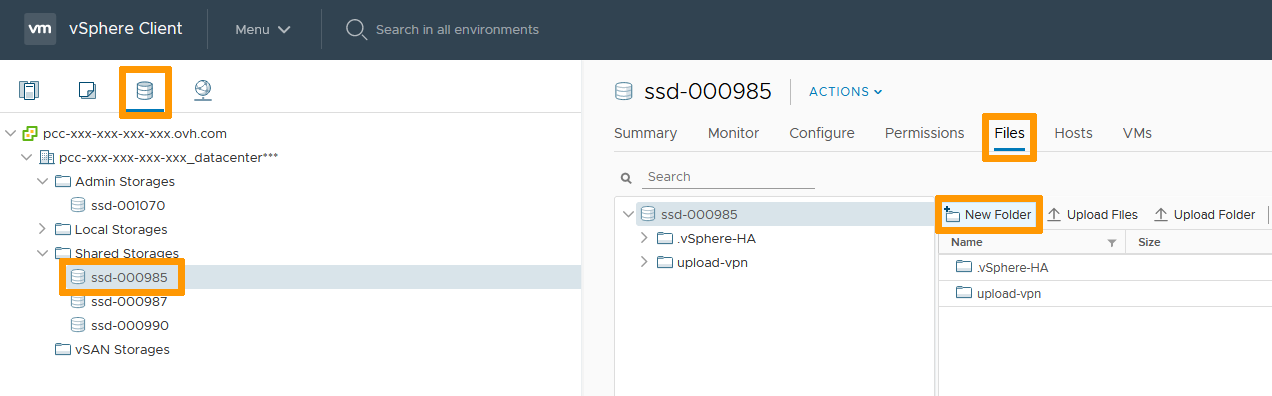 vm vSphere Client Menu Search in all environments
pcc-xxx-xxx-xxx-xxx.ovh.com
pcc-xxx-xxx-xxx-xxx_datacenter***
Admin Storages
ssd-001070
Local Storages
Shared Storages
ssd-000985
ssd-000987
ssd-000990
vSAN Storages
ssd-000985 ACTIONS
Summary Monitor Configure Permissions Files Hosts VMs
Search
ssd-000985
.vSphere-HA
upload-vpn
New Folder Upload Files Upload Folder
Name Size
.vSphere-HA
upload-vpn